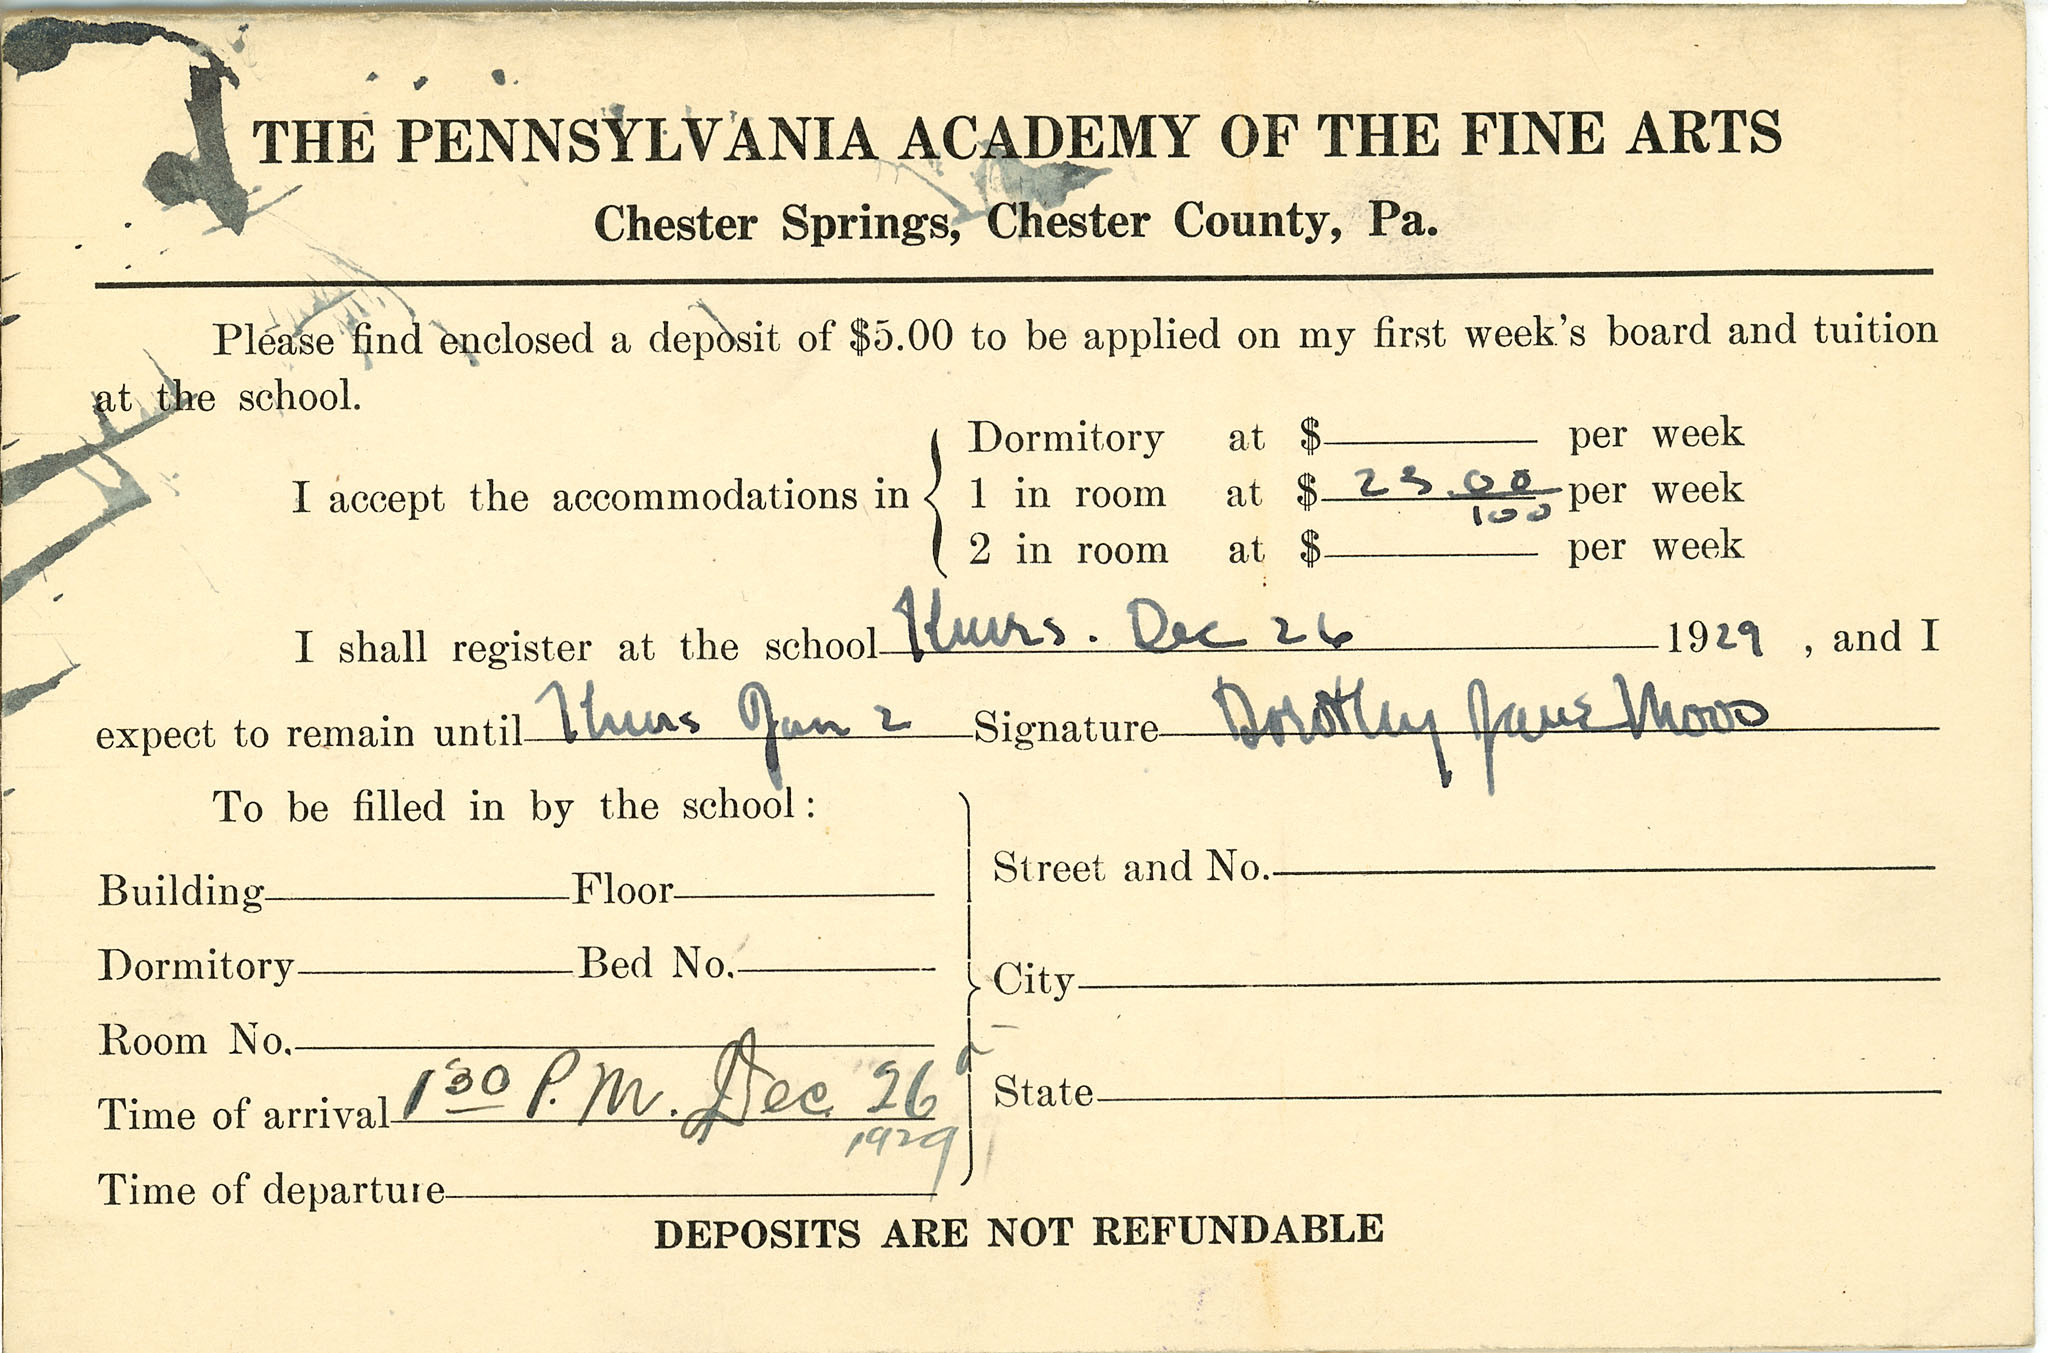 THE PENNSYLVANIA ACADEMY OF THE FINE ARTS
Chester Springs, Chester County, Pa.
Please find enclosed a deposit of $5.00 to be applied on my first week's board and tuition
at the school.
Dormitory at $ per week
I accept the accommodations in 1 in room at $ 23.00/100 per week
2 in room at $ per week
I shall register at the school Thurs. Dec 26 1929, and I
expect to remain until Thurs Jan 2 Signature Dorothy Jane Moos
To be filled in by the school:
Street and No.
Building Floor
Dormitory Bed No.
City
Room No.
Time of arrival 1 30 P.M. Dec. 26
1929
State
Time of departure
DEPOSITS ARE NOT REFUNDABLE